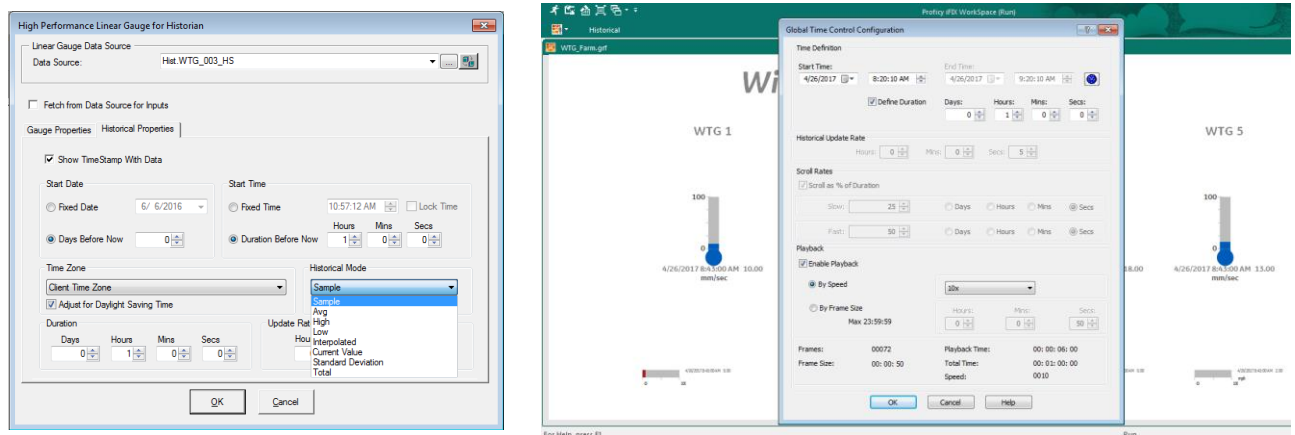 High Performance Linear Gauge for Historian
Linear Gauge Data Source
Data Source: Hist.WTG_003_HS ...
Fetch from Data Source for Inputs
Gauge Properties Historical Properties
Show TimeStamp With Data
Start Date Start Time
Fixed Date 6/ 6/2016 Fixed Time 10:57:12 AM Lock Time
Hours Mins Secs
Days Before Now 0 Duration Before Now 1 0 0
Time Zone Historical Mode
Client Time Zone Sample
Adjust for Daylight Saving Time
Sample
Avg
High
Low
Interpolated
Current Value
Standard Deviation
Total
Duration Update Rat
Days Hours Mins Secs Hou
0 1 0 0
OK Cancel
Proficy iFIX WorkSpace (Run)
Historical
WTG_Farm.grf
Wi
WTG 1
100
0
4/26/2017 8:43:00 AM 10.00
mm/sec
Global Time Control Configuration
Time Definition
Start Time: End Time:
4/26/2017 8:20:10 AM 4/26/2017 9:20:10 AM
Define Duration Days: Hours: Mins: Secs:
0 1 0 0
Historical Update Rate
Hours: 0 Mins: 0 Secs: 5
Scroll Rates
Scroll as % of Duration
Slow: 25 Days Hours Mins Secs
Fast: 50 Days Hours Mins Secs
Playback
Enable Playback
By Speed 10x
By Frame Size Hours: Mins: Secs:
Max 23:59:59 0 0 50
Frames: 00072 Playback Time: 00: 00: 06: 00
Frame Size: 00: 00: 50 Total Time: 00: 01: 00: 00
Speed: 0010
OK Cancel Help
WTG 5
100
0
18.00 4/26/2017 8:43:00 AM 13.00
mm/sec
For Help, press F1 Run